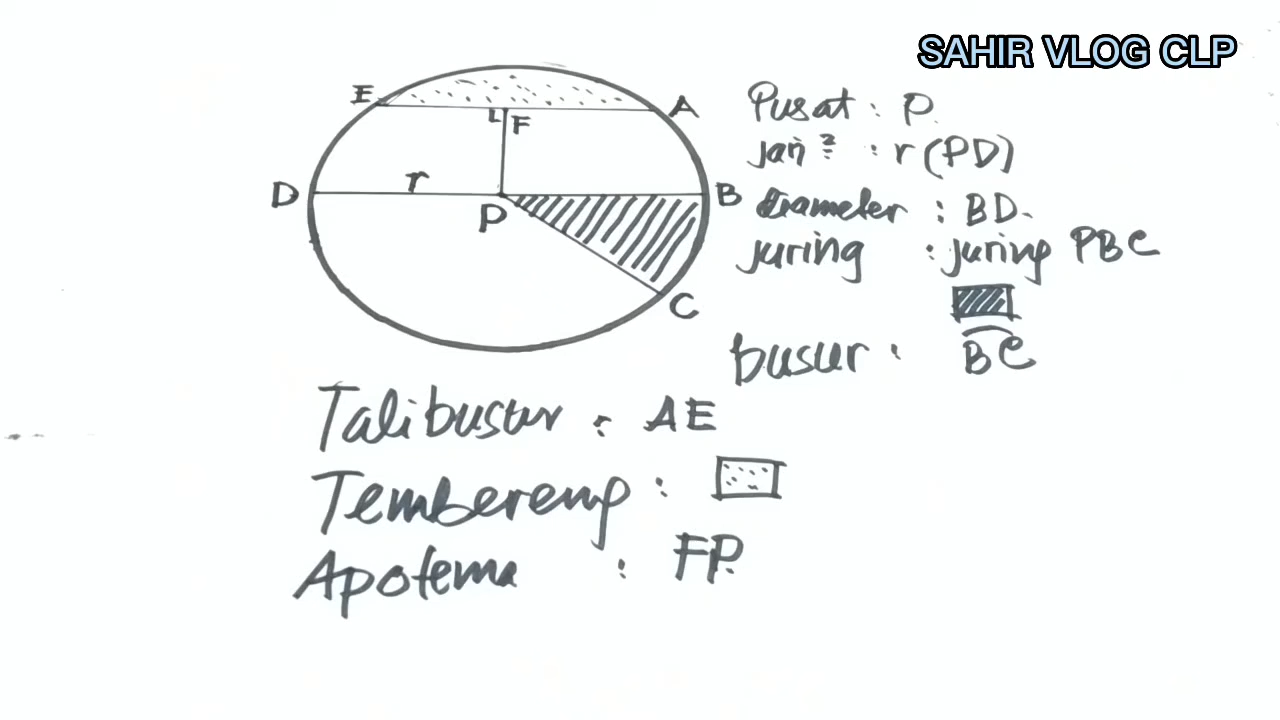 SAHIR VLOG CLP
E
A
F
D
r
P
B
C
Pusat : P
jari² : r (PD)
diameter : BD.
juring : juring PBC
busur : BC
Talibusur : AE
Tembereng :
Apotema : FP.